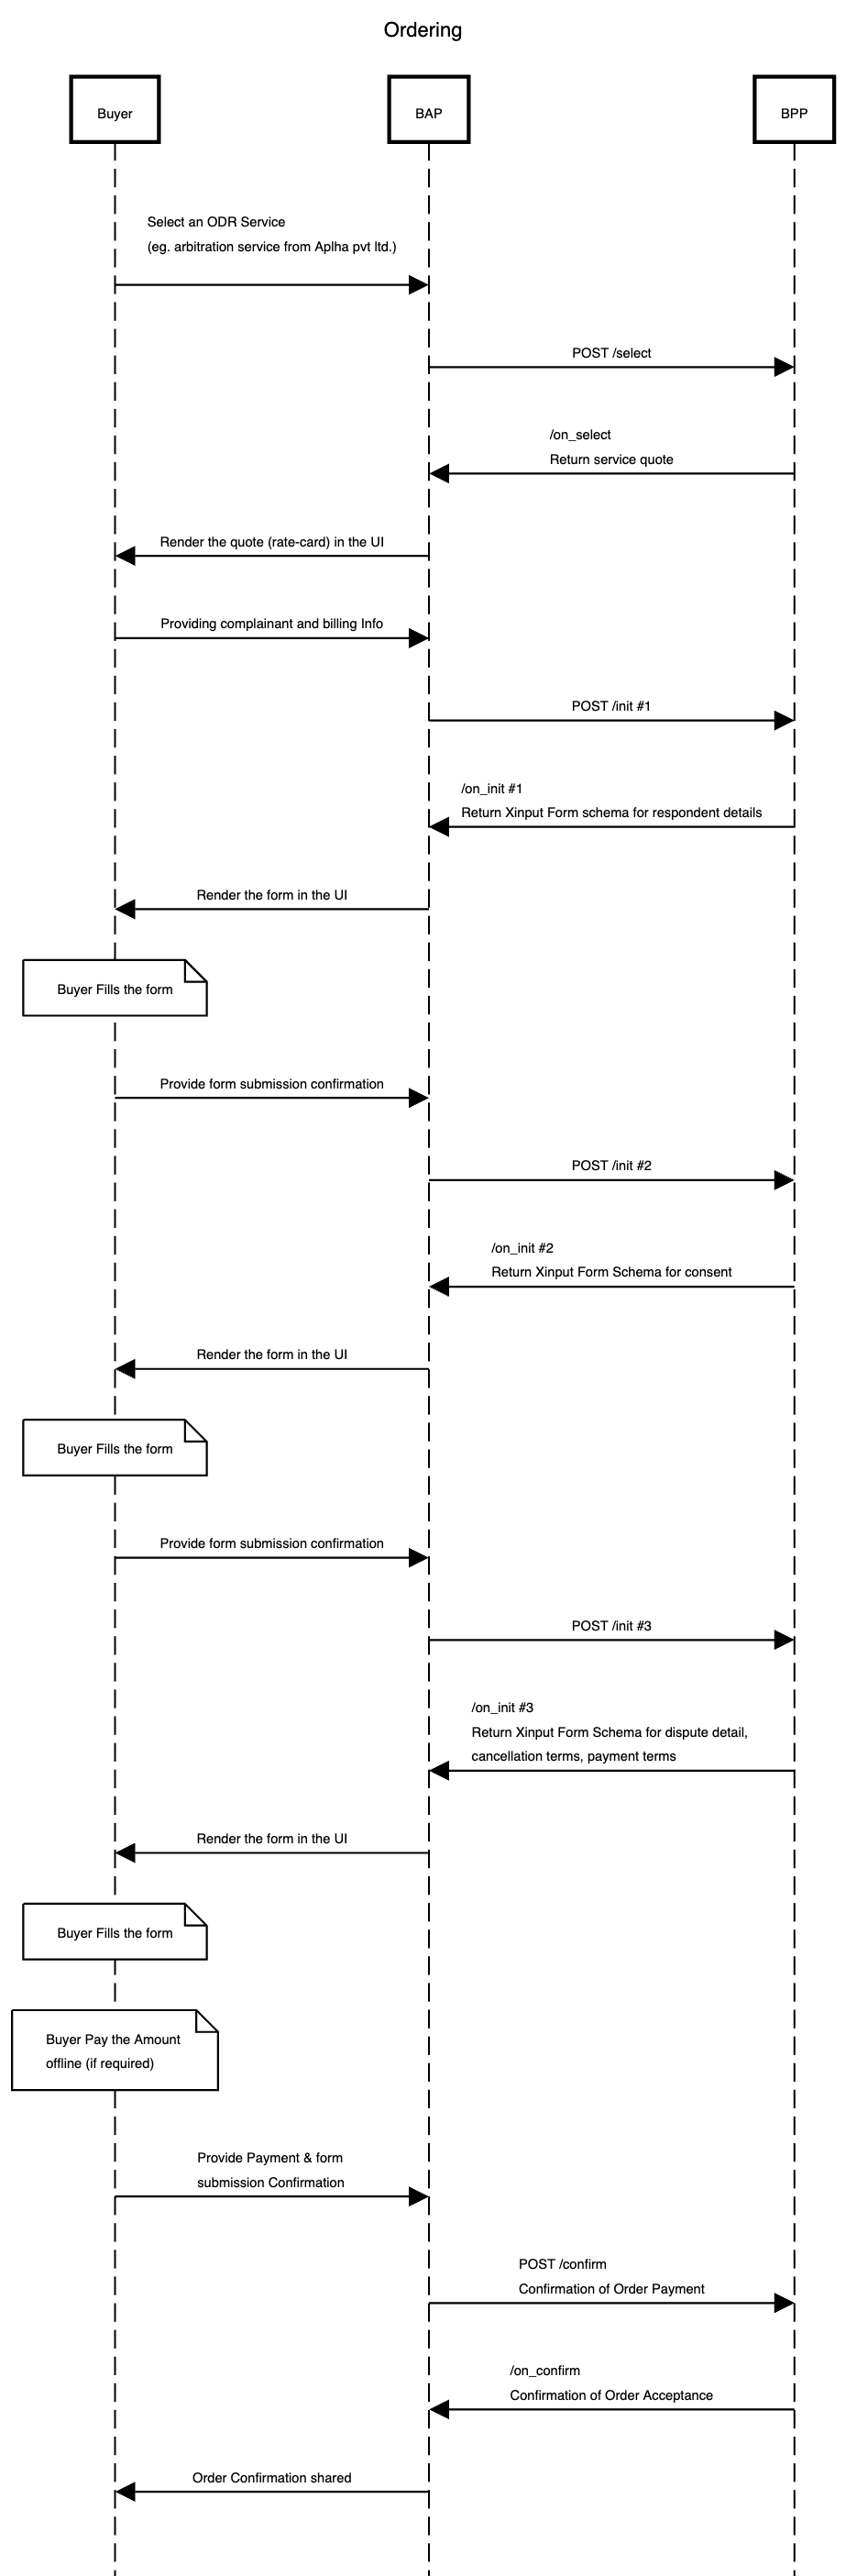 Ordering
Buyer
BAP
BPP
Select an ODR Service
(eg. arbitration service from Aplha pvt ltd.)
POST /select
/on_select
Return service quote
Render the quote (rate-card) in the UI
Providing complainant and billing Info
POST /init #1
/on_init #1
Return Xinput Form schema for respondent details
Render the form in the UI
Buyer Fills the form
Provide form submission confirmation
POST /init #2
/on_init #2
Return Xinput Form Schema for consent
Render the form in the UI
Buyer Fills the form
Provide form submission confirmation
POST /init #3
/on_init #3
Return Xinput Form Schema for dispute detail,
cancellation terms, payment terms
Render the form in the UI
Buyer Fills the form
Buyer Pay the Amount
offline (if required)
Provide Payment & form
submission Confirmation
POST /confirm
Confirmation of Order Payment
/on_confirm
Confirmation of Order Acceptance
Order Confirmation shared